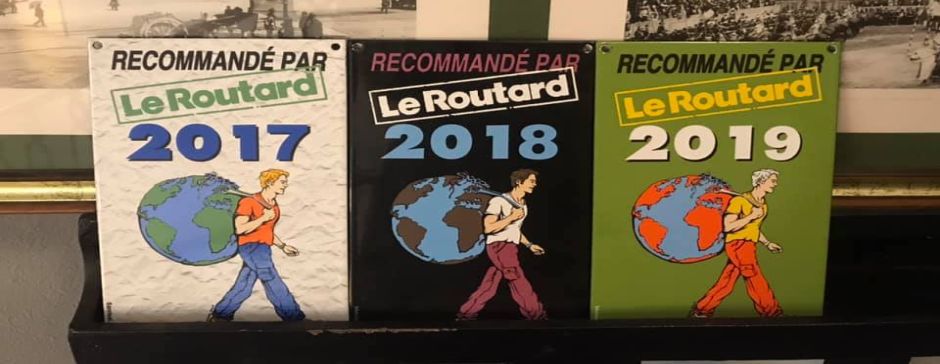 RECOMMANDÉ PAR
Le Routard
2017
RECOMMANDÉ PAR
Le Routard
2018
RECOMMANDÉ PAR
Le Routard
2019